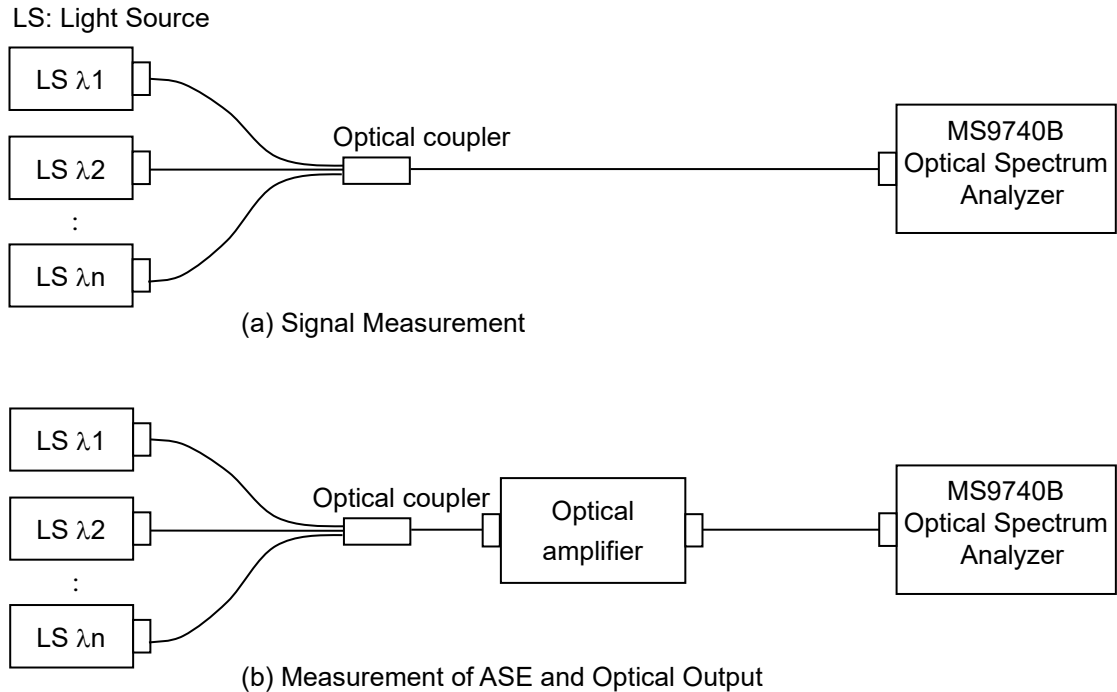 LS: Light Source
LS λ1
Optical coupler
MS9740B
Optical Spectrum
Analyzer
LS λ2
:
LS λn
(a) Signal Measurement
LS λ1
Optical coupler
Optical
amplifier
MS9740B
Optical Spectrum
Analyzer
LS λ2
:
LS λn
(b) Measurement of ASE and Optical Output